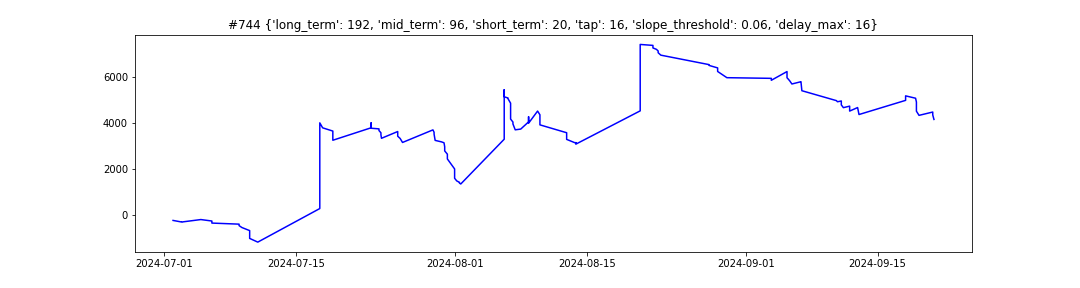 #744 {'long_term': 192, 'mid_term': 96, 'short_term': 20, 'tap': 16, 'slope_threshold': 0.06, 'delay_max': 16}
6000
4000
2000
0
2024-07-01 2024-07-15 2024-08-01 2024-08-15 2024-09-01 2024-09-15